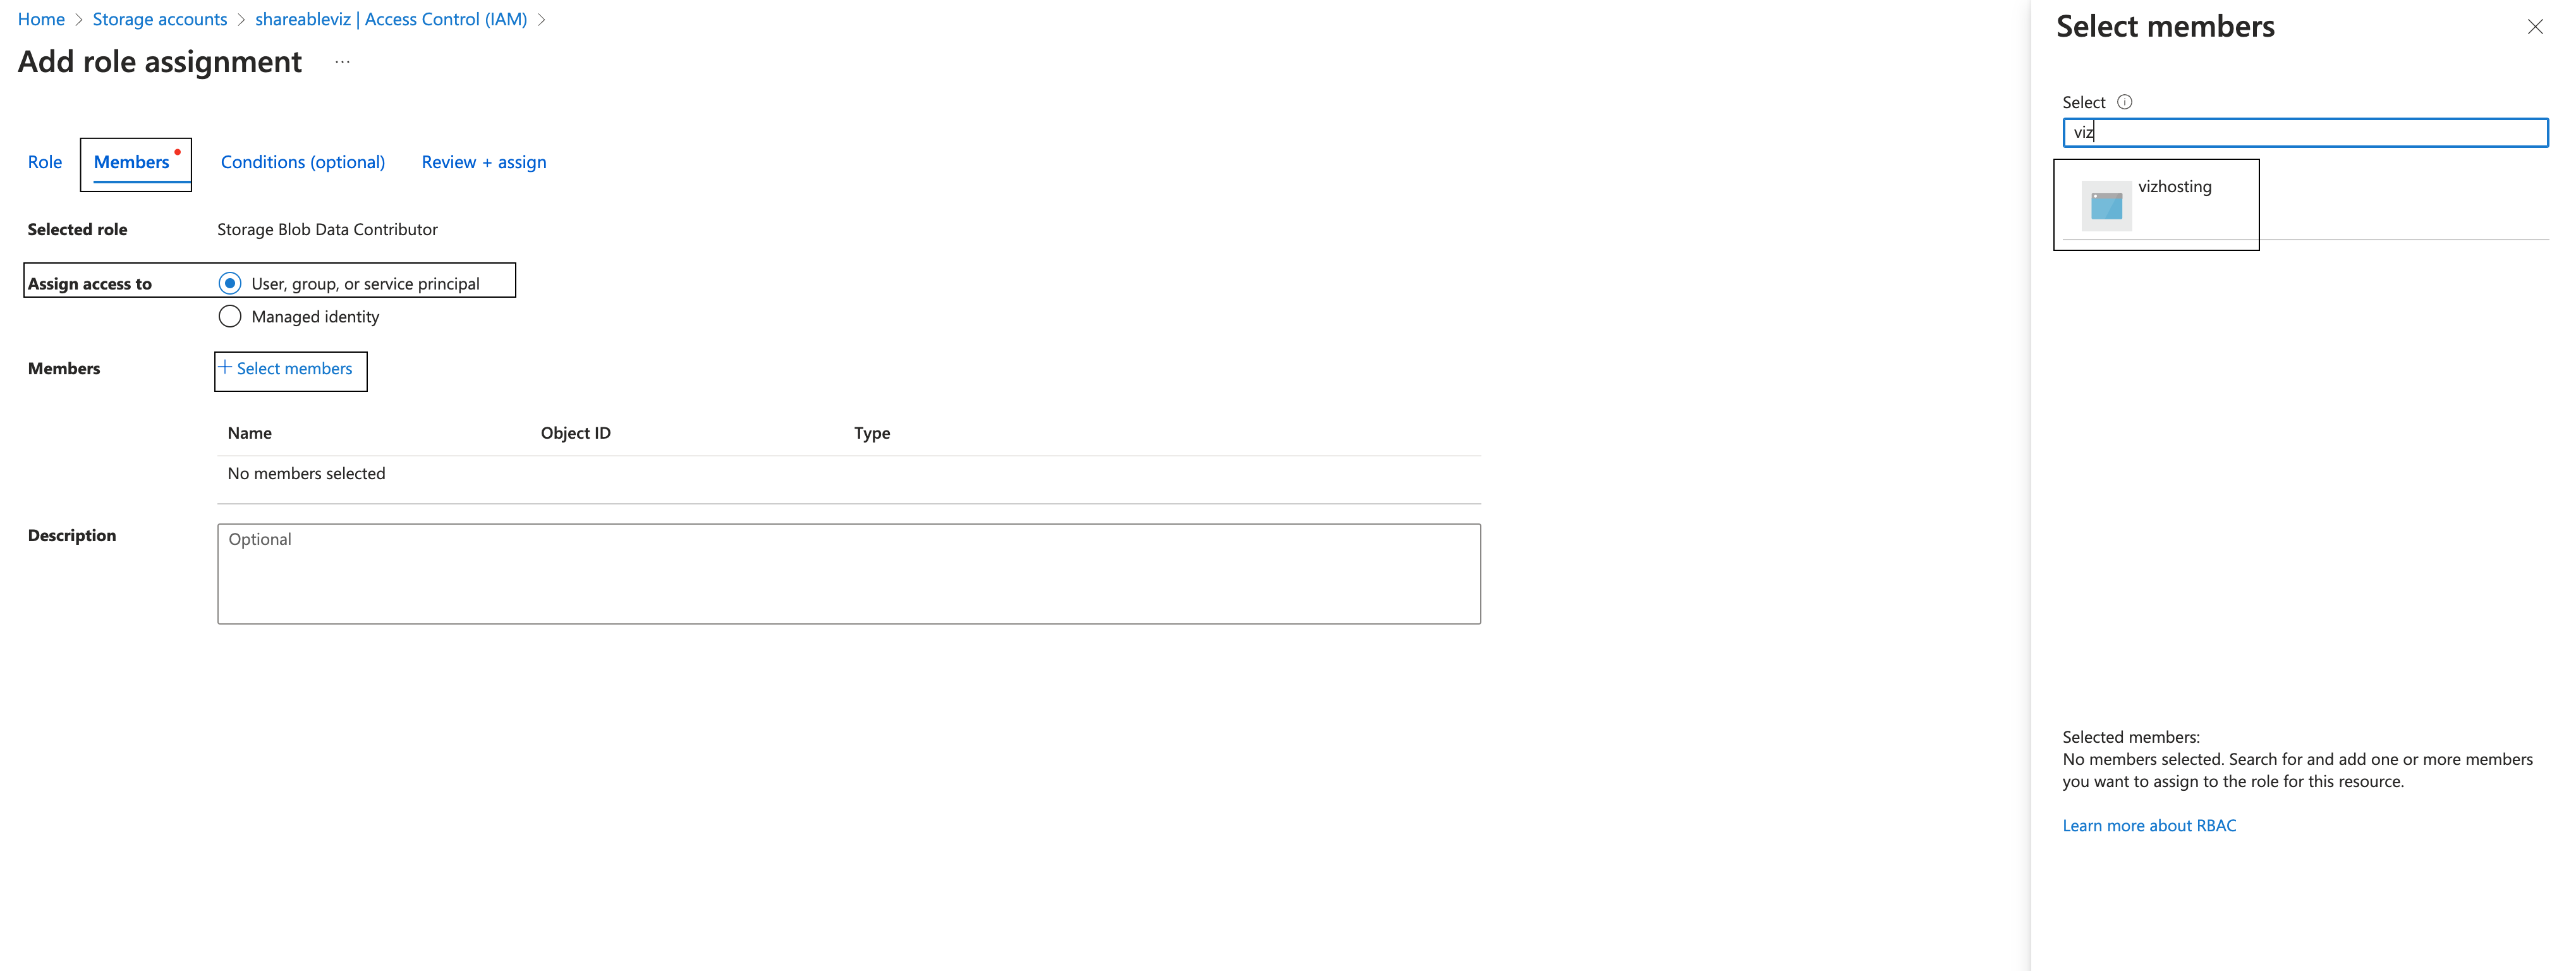 Home > Storage accounts > shareableviz | Access Control (IAM) >
Add role assignment ...
Role Members Conditions (optional) Review + assign
Selected role Storage Blob Data Contributor
Assign access to User, group, or service principal
Managed identity
Members + Select members
Name Object ID Type
No members selected
Description Optional
Select members
Select
viz
vizhosting
Selected members:
No members selected. Search for and add one or more members
you want to assign to the role for this resource.
Learn more about RBAC